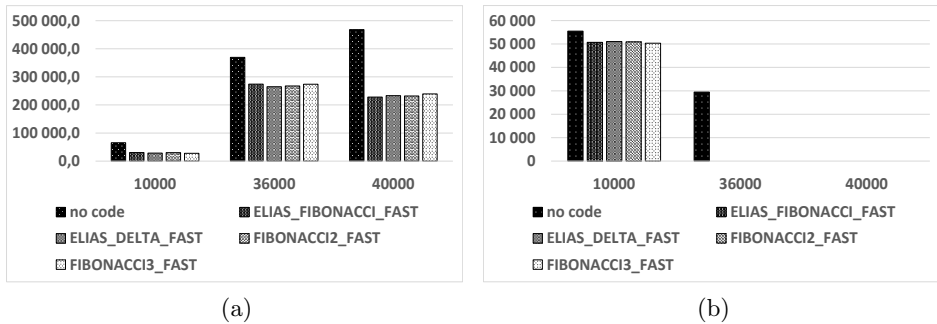 500 000,0
400 000,0
300 000,0
200 000,0
100 000,0
0,0
10000 36000 40000
no code ELIAS_FIBONACCI_FAST
ELIAS_DELTA_FAST FIBONACCI2_FAST
FIBONACCI3_FAST
(a)
60 000
50 000
40 000
30 000
20 000
10 000
0
10000 36000 40000
no code ELIAS_FIBONACCI_FAST
ELIAS_DELTA_FAST FIBONACCI2_FAST
FIBONACCI3_FAST
(b)